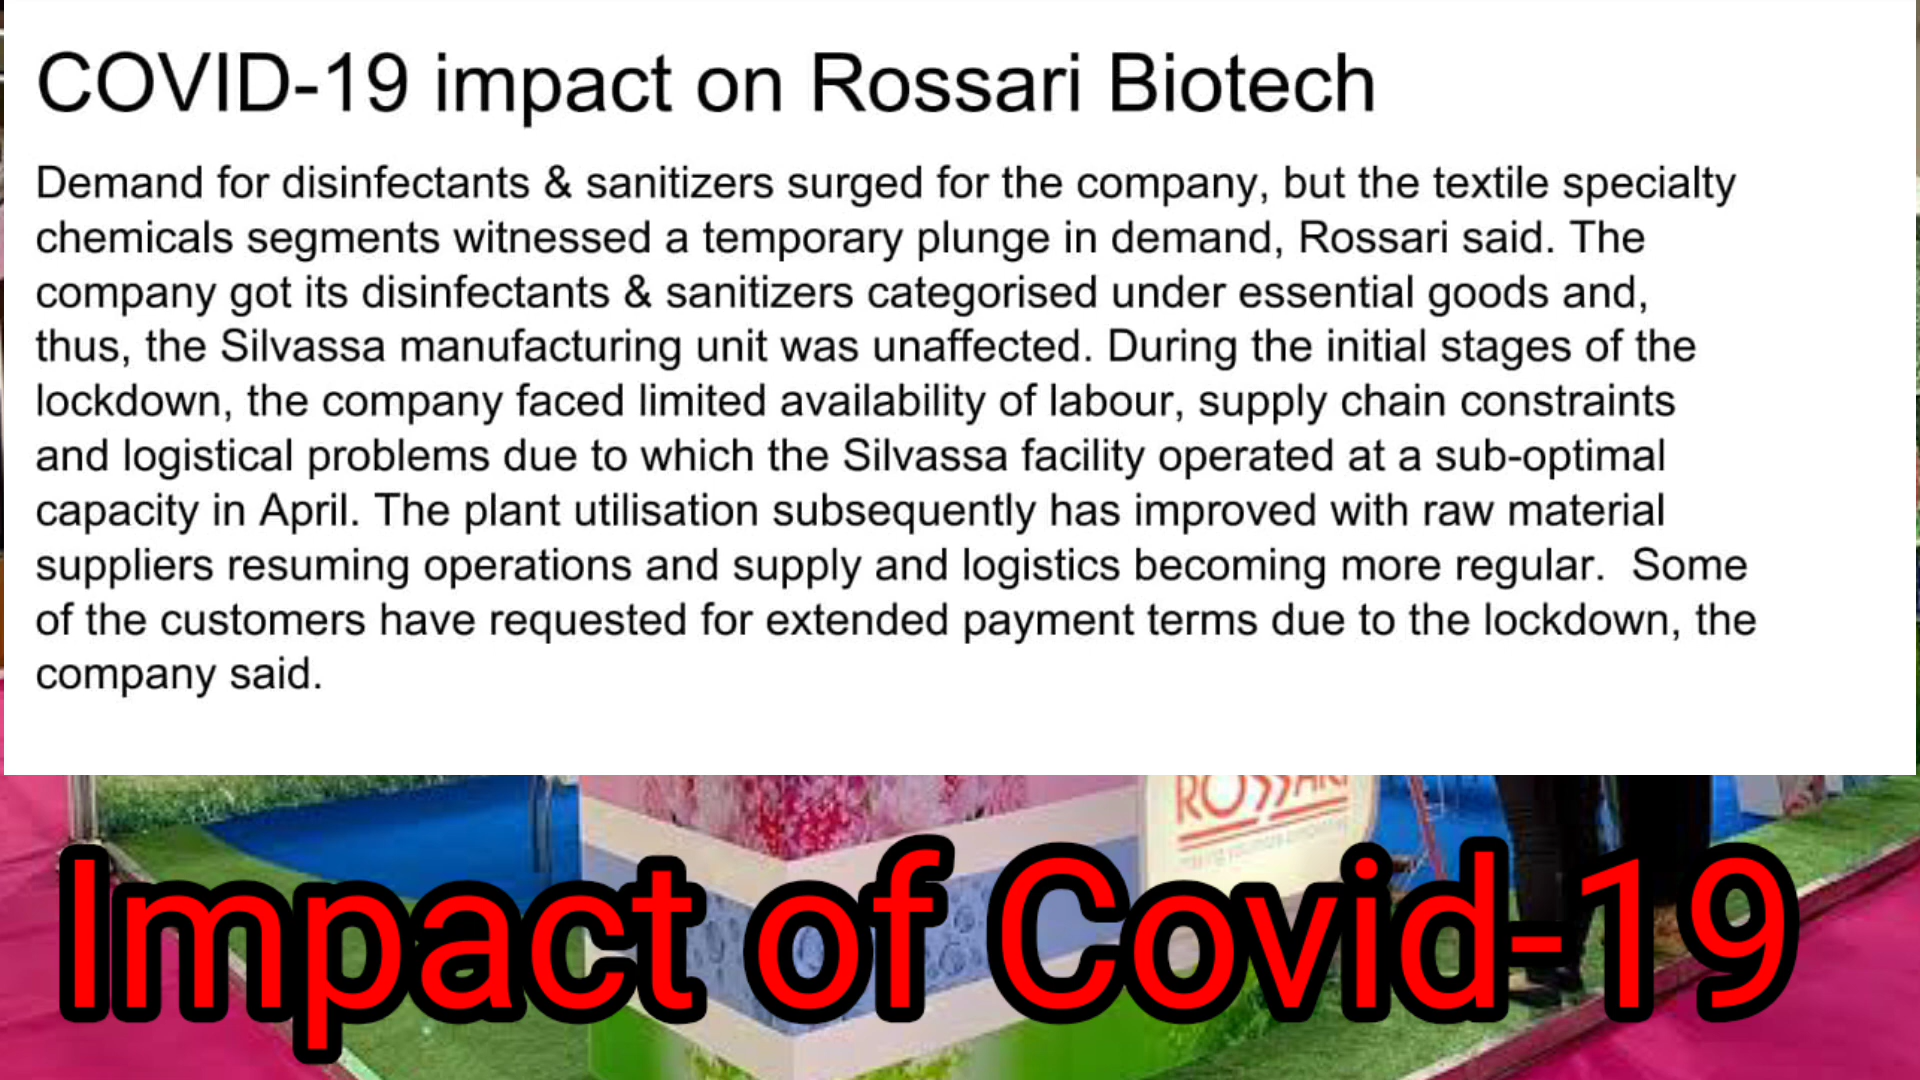 COVID-19 impact on Rossari Biotech
Demand for disinfectants & sanitizers surged for the company, but the textile specialty
chemicals segments witnessed a temporary plunge in demand, Rossari said. The
company got its disinfectants & sanitizers categorised under essential goods and,
thus, the Silvassa manufacturing unit was unaffected. During the initial stages of the
lockdown, the company faced limited availability of labour, supply chain constraints
and logistical problems due to which the Silvassa facility operated at a sub-optimal
capacity in April. The plant utilisation subsequently has improved with raw material
suppliers resuming operations and supply and logistics becoming more regular.  Some
of the customers have requested for extended payment terms due to the lockdown, the
company said.
ROSSARI
Impact of Covid-19